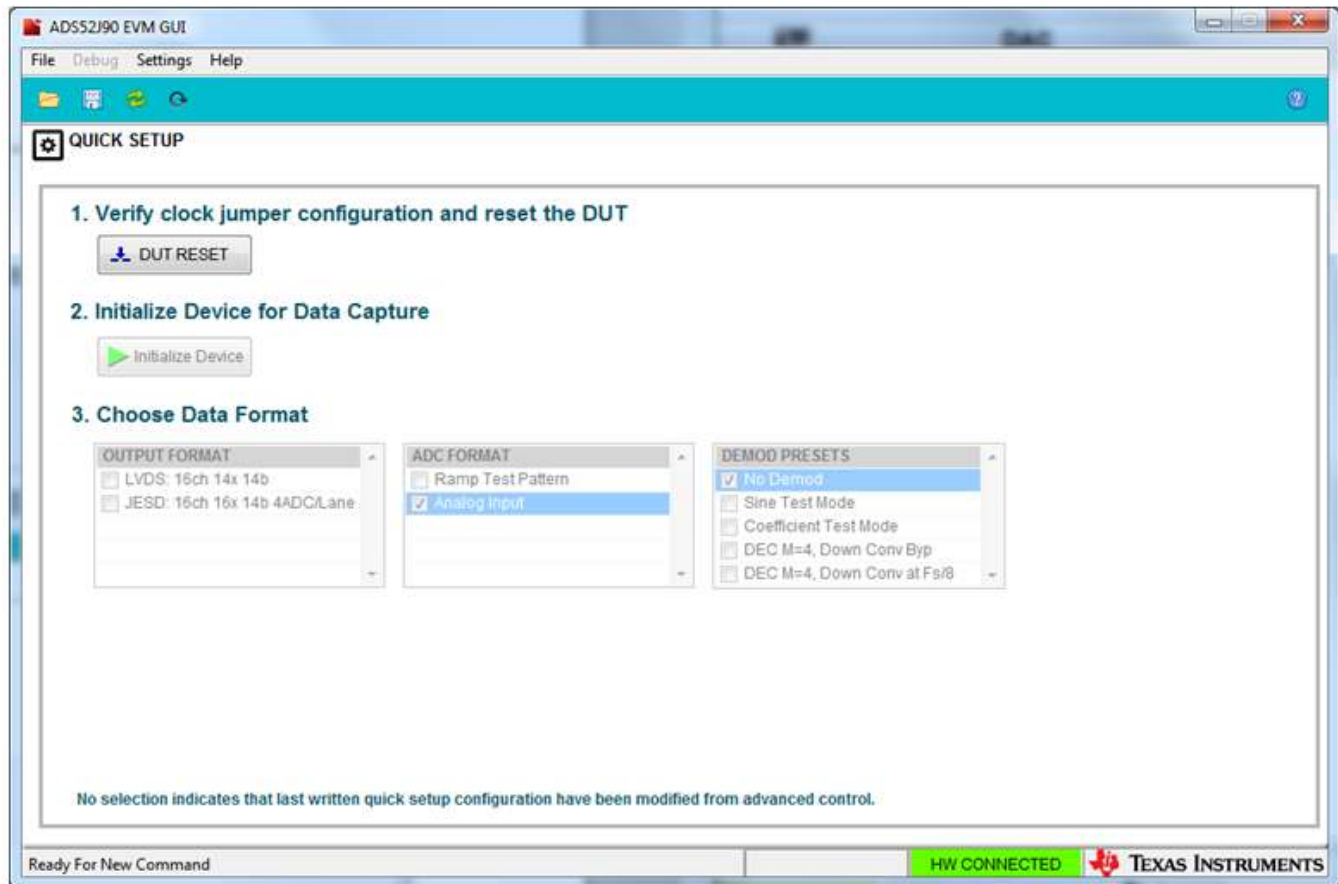 ADS52J90 EVM GUI
File Debug Settings Help
QUICK SETUP
1. Verify clock jumper configuration and reset the DUT
DUT RESET
2. Initialize Device for Data Capture
Initialize Device
3. Choose Data Format
OUTPUT FORMAT
LVDS: 16ch 14x 14b
JESD: 16ch 16x 14b 4ADC/Lane
ADC FORMAT
Ramp Test Pattern
Analog Input
DEMOD PRESETS
No Demod
Sine Test Mode
Coefficient Test Mode
DEC M=4, Down Conv Byp
DEC M=4, Down Conv at Fs/8
No selection indicates that last written quick setup configuration have been modified from advanced control.
Ready For New Command
HW CONNECTED
TEXAS INSTRUMENTS